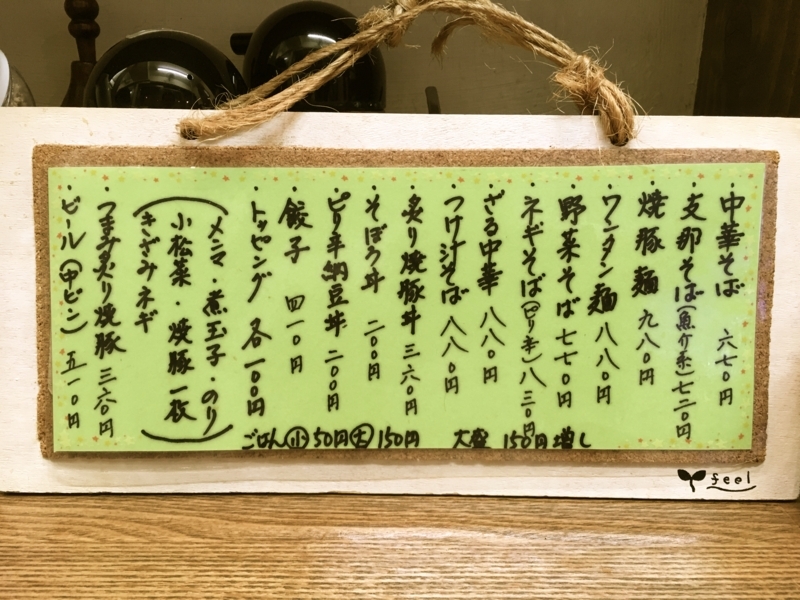 ・中華そば 六七〇円
・支那そば(魚介系)七二〇円
・焼豚麺 九八〇円
・ワンタン麺 八八〇円
・野菜そば 七七〇円
・ネギそば(ピリ辛)八三〇円
・ざる中華 八八〇円
・つけ汁そば 八八〇円
・炙り焼豚丼 三六〇円
・そぼろ丼 二〇〇円
・ピリ辛納豆丼 二〇〇円
・餃子 四一〇円
・トッピング 各一〇〇円
(メンマ・煮玉子・のり
小松菜・焼豚一枚
きざみネギ)
・つまみ炙り焼豚 三六〇円
・ビール(中ビン) 五一〇円
ごはん小50円大150円 大盛 150円増し
feel